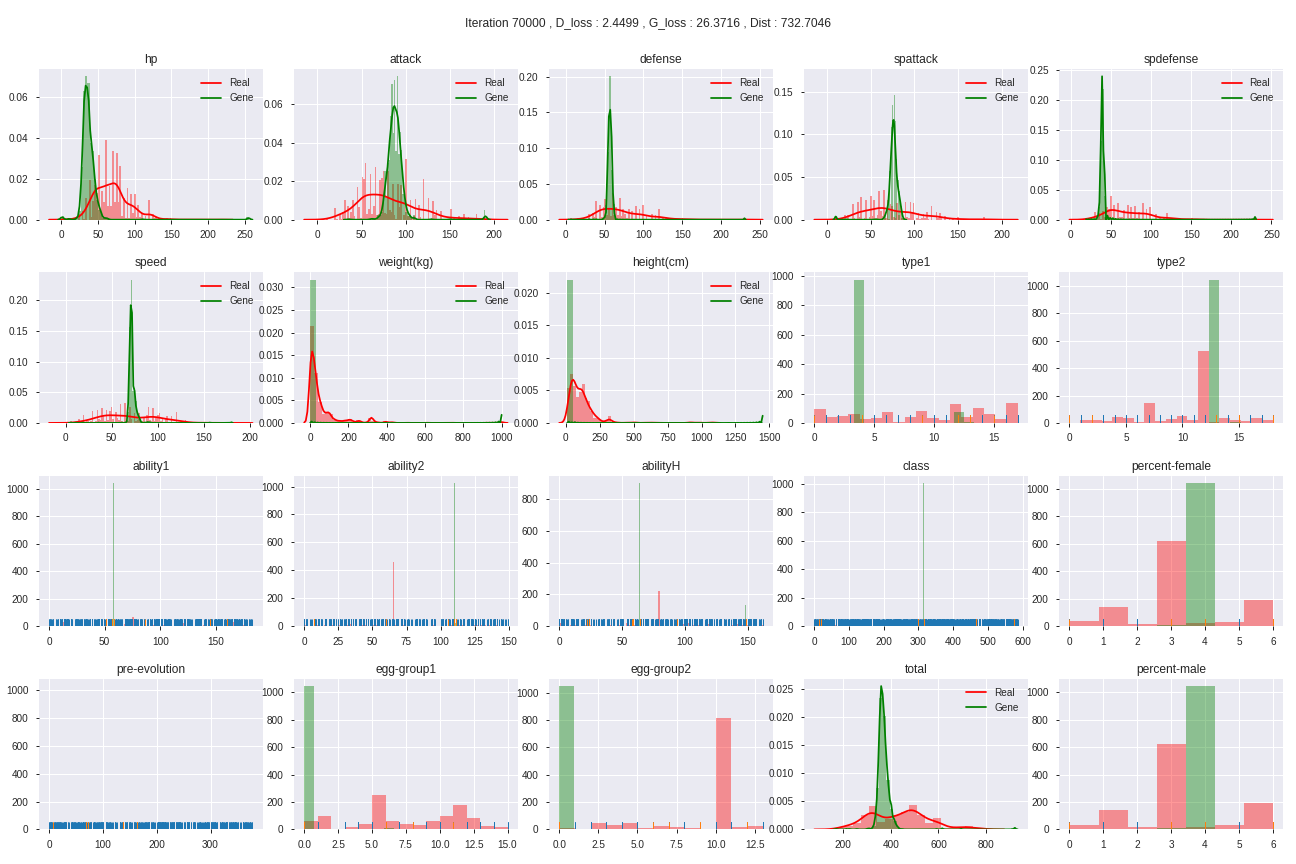 Iteration 70000 , D_loss : 2.4499 , G_loss : 26.3716 , Dist : 732.7046
hp
attack
defense
spattack
spdefense
Real
Gene
Real
Gene
Real
Gene
Real
Gene
Real
Gene
0.06
0.04
0.02
0.00
0.06
0.04
0.02
0.00
0.20
0.15
0.10
0.05
0.00
0.15
0.10
0.05
0.00
0.25
0.20
0.15
0.10
0.05
0.00
0 50 100 150 200 250
0 50 100 150 200
0 50 100 150 200 250
0 50 100 150 200
0 50 100 150 200 250
speed
weight(kg)
height(cm)
type1
type2
Real
Gene
Real
Gene
Real
Gene
0.20
0.15
0.10
0.05
0.00
0.030
0.025
0.020
0.015
0.010
0.005
0.000
0.020
0.015
0.010
0.005
0.000
1000
800
600
400
200
0
1000
800
600
400
200
0
0 50 100 150 200
0 200 400 600 800 1000
0 250 500 750 1000 1250 1500
0 5 10 15
0 5 10 15
ability1
ability2
abilityH
class
percent-female
1000
800
600
400
200
0
1000
800
600
400
200
0
800
600
400
200
0
1000
800
600
400
200
0
1000
800
600
400
200
0
0 50 100 150
0 25 50 75 100 125 150
0 50 100 150
0 100 200 300 400 500 600
0 1 2 3 4 5 6
pre-evolution
egg-group1
egg-group2
total
percent-male
Real
Gene
1000
800
600
400
200
0
1000
800
600
400
200
0
1000
800
600
400
200
0
0.025
0.020
0.015
0.010
0.005
0.000
1000
800
600
400
200
0
0 100 200 300
0.0 2.5 5.0 7.5 10.0 12.5 15.0
0.0 2.5 5.0 7.5 10.0 12.5
200 400 600 800
0 1 2 3 4 5 6